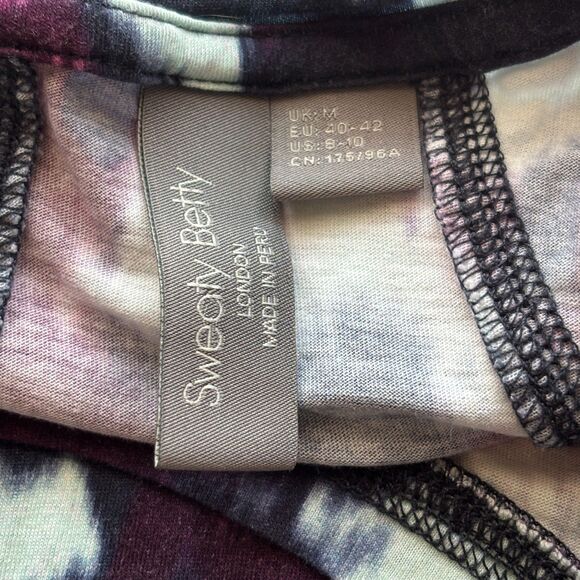 Sweaty Betty
LONDON
MADE IN PERU
UK: M
EU: 40-42
US: 8-10
CN: 175/96A